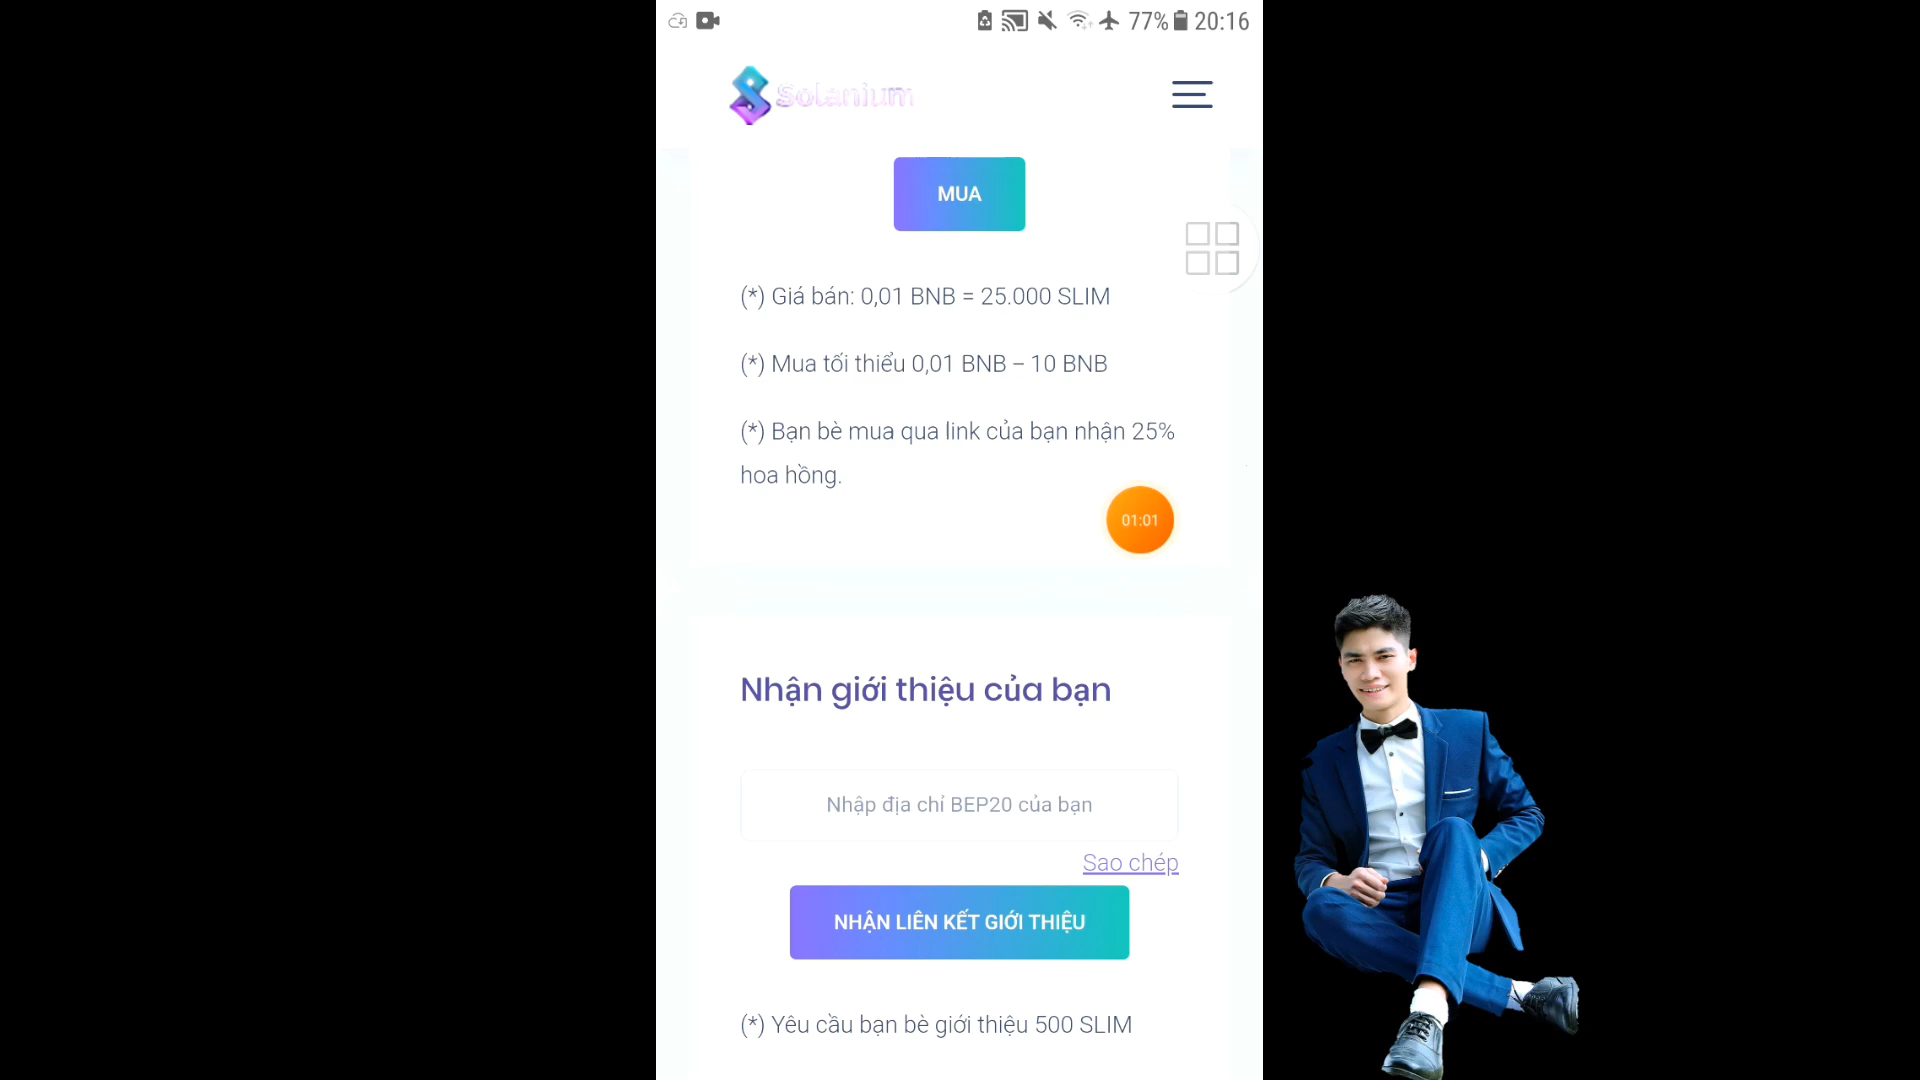 77% 20:16
Solanium
MUA
(*) Giá bán: 0,01 BNB = 25.000 SLIM
(*) Mua tối thiểu 0,01 BNB – 10 BNB
(*) Bạn bè mua qua link của bạn nhận 25%
hoa hồng.
01:01
Nhận giới thiệu của bạn
Nhập địa chỉ BEP20 của bạn
Sao chép
NHẬN LIÊN KẾT GIỚI THIỆU
(*) Yêu cầu bạn bè giới thiệu 500 SLIM